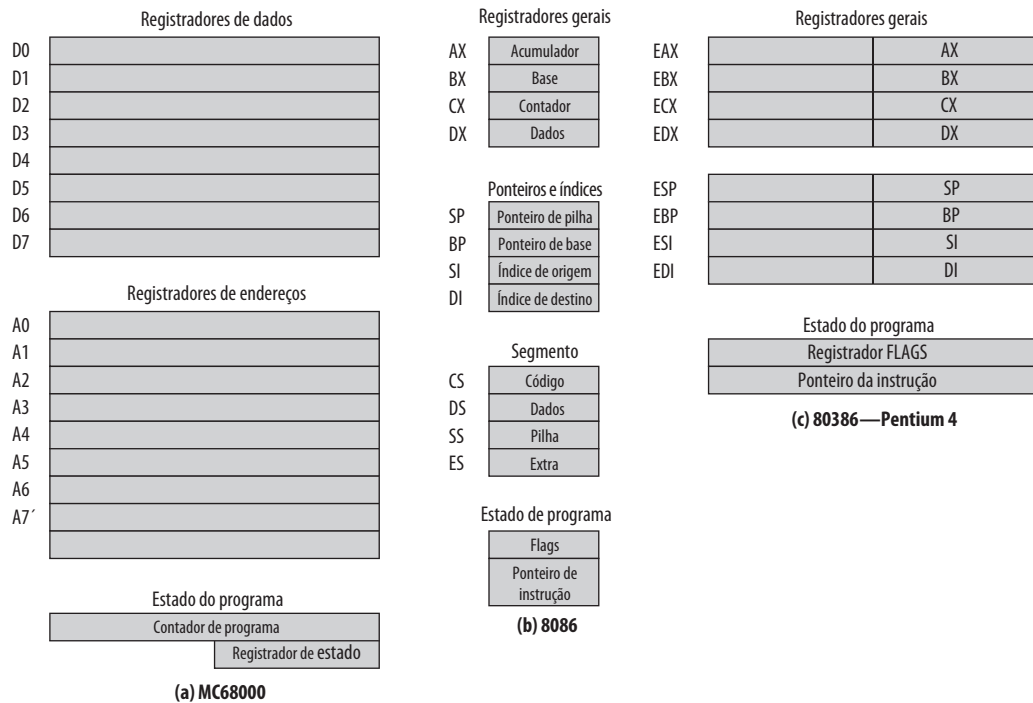 Registradores de dados
D0
D1
D2
D3
D4
D5
D6
D7
Registradores de endereços
A0
A1
A2
A3
A4
A5
A6
A7´
Estado do programa
Contador de programa
Registrador de estado
(a) MC68000
Registradores gerais
AX Acumulador
BX Base
CX Contador
DX Dados
Ponteiros e índices
SP Ponteiro de pilha
BP Ponteiro de base
SI Índice de origem
DI Índice de destino
Segmento
CS Código
DS Dados
SS Pilha
ES Extra
Estado de programa
Flags
Ponteiro de
instrução
(b) 8086
Registradores gerais
EAX AX
EBX BX
ECX CX
EDX DX
ESP SP
EBP BP
ESI SI
EDI DI
Estado do programa
Registrador FLAGS
Ponteiro da instrução
(c) 80386—Pentium 4